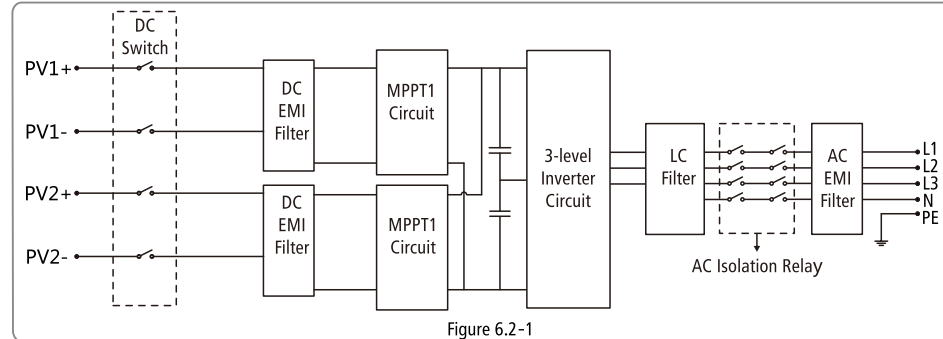 DC
Switch
PV1+
PV1-
PV2+
PV2-
DC
EMI
Filter
DC
EMI
Filter
MPPT1
Circuit
MPPT1
Circuit
3-level
Inverter
Circuit
LC
Filter
AC Isolation Relay
AC
EMI
Filter
L1
L2
L3
N
PE
Figure 6.2-1